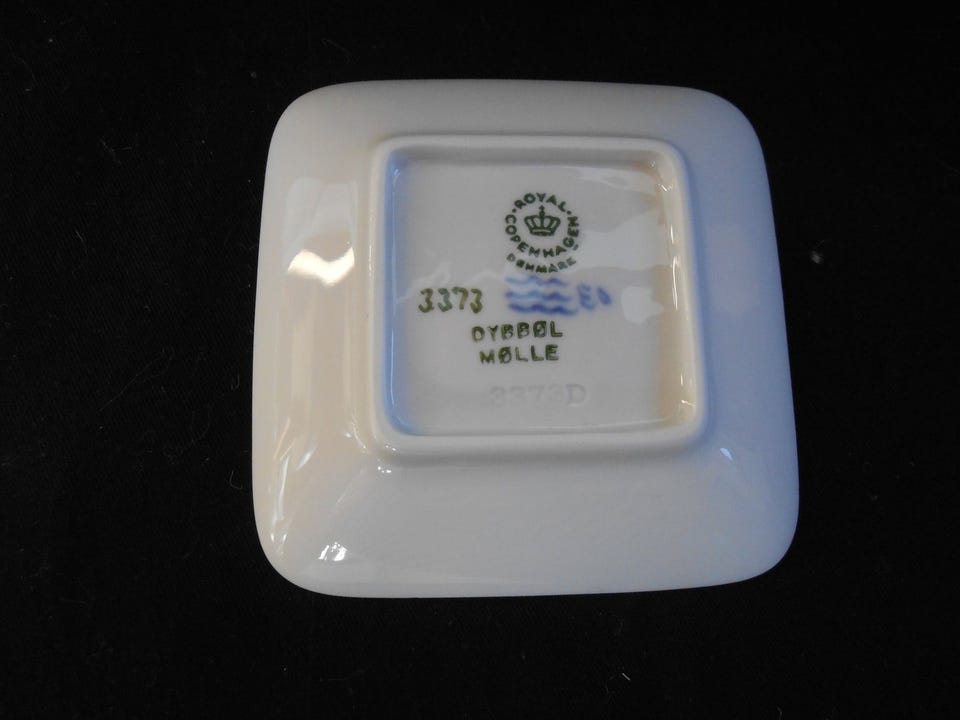 ROYAL COPENHAGEN
DENMARK
3373
DYBBØL
MØLLE
3373D